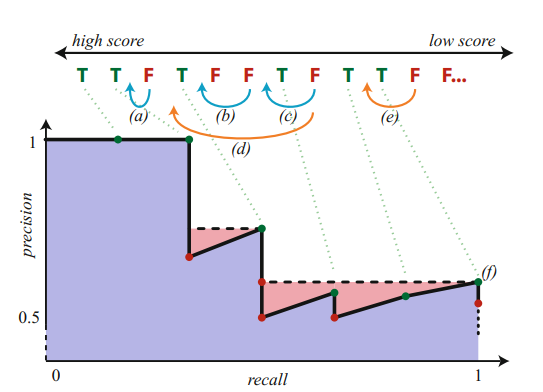 high score low score
T T F T F F T F T T F F...
(a) (b) (c) (e)
(d)
1
(f)
precision
0.5
0 1
recall